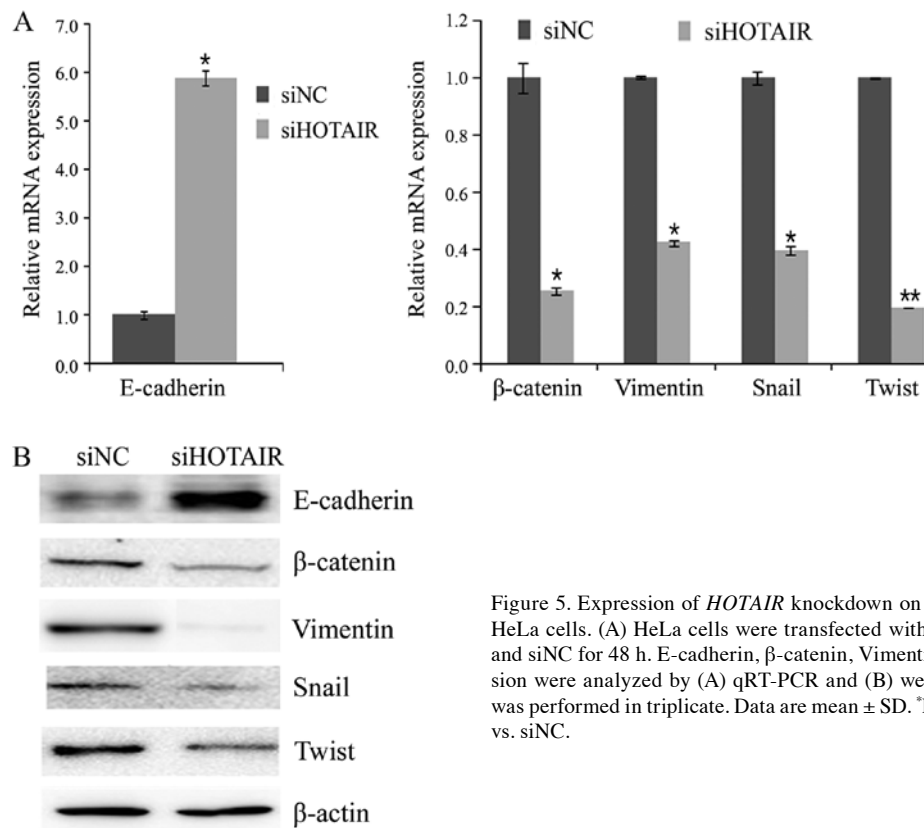 A
Relative mRNA expression
7.0
6.0
5.0
4.0
3.0
2.0
1.0
0.0
*
siNC
siHOTAIR
E-cadherin
Relative mRNA expression
1.2
1.0
0.8
0.6
0.4
0.2
0.0
siNC
siHOTAIR
*
*
*
**
β-catenin Vimentin Snail Twist
B
siNC siHOTAIR
E-cadherin
β-catenin
Vimentin
Snail
Twist
β-actin
Figure 5. Expression of HOTAIR knockdown on
HeLa cells. (A) HeLa cells were transfected with
and siNC for 48 h. E-cadherin, β-catenin, Vimenti
sion were analyzed by (A) qRT-PCR and (B) we
was performed in triplicate. Data are mean ± SD. *
vs. siNC.